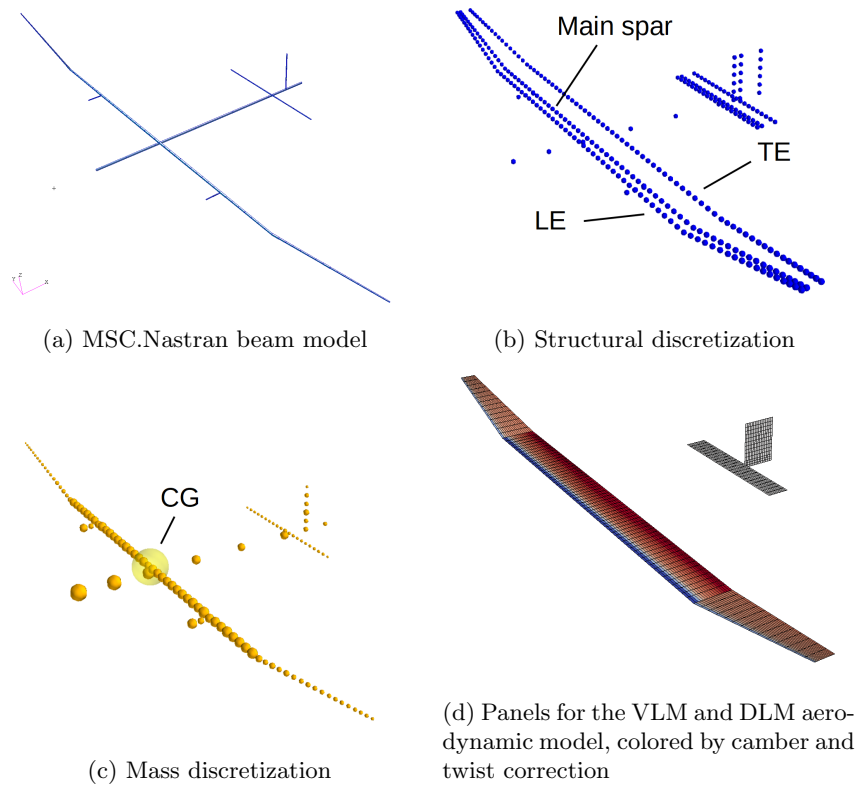 Main spar
TE
LE
Y Z X
(a) MSC.Nastran beam model
(b) Structural discretization
CG
(c) Mass discretization
(d) Panels for the VLM and DLM aero-
dynamic model, colored by camber and
twist correction